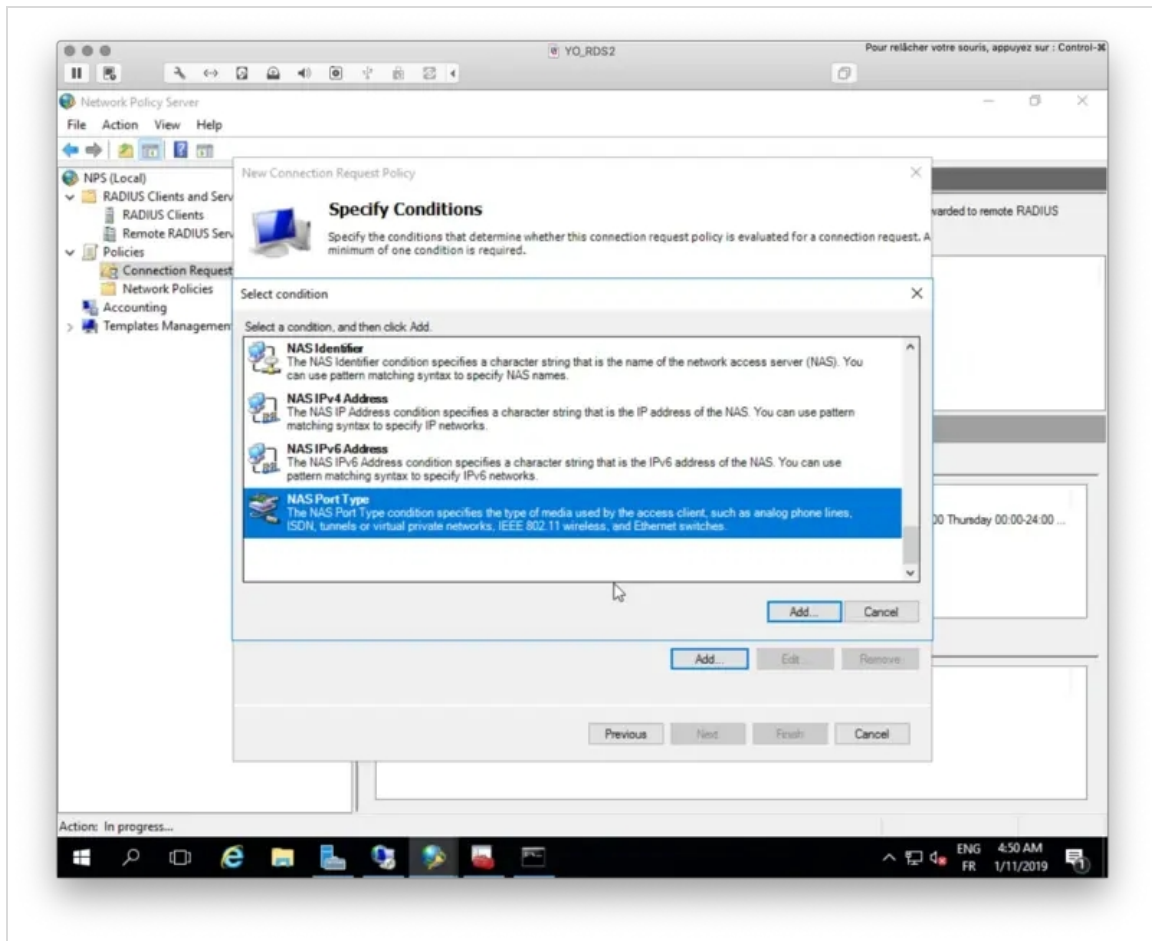 YO_RDS2
Pour relâcher votre souris, appuyez sur : Control-⌘
Network Policy Server
File Action View Help
NPS (Local)
RADIUS Clients and Serv
RADIUS Clients
Remote RADIUS Serv
Policies
Connection Request
Network Policies
Accounting
Templates Managemen
New Connection Request Policy
Specify Conditions
Specify the conditions that determine whether this connection request policy is evaluated for a connection request. A
minimum of one condition is required.
warded to remote RADIUS
Select condition
Select a condition, and then click Add.
NAS Identifier
The NAS Identifier condition specifies a character string that is the name of the network access server (NAS). You
can use pattern matching syntax to specify NAS names.
NAS IPv4 Address
The NAS IP Address condition specifies a character string that is the IP address of the NAS. You can use pattern
matching syntax to specify IP networks.
NAS IPv6 Address
The NAS IPv6 Address condition specifies a character string that is the IPv6 address of the NAS. You can use
pattern matching syntax to specify IPv6 networks.
NAS Port Type
The NAS Port Type condition specifies the type of media used by the access client, such as analog phone lines,
ISDN, tunnels or virtual private networks, IEEE 802.11 wireless, and Ethernet switches.
00 Thursday 00:00-24:00 ...
Add... Cancel
Add... Edit... Remove
Previous Next Finish Cancel
Action: In progress...
ENG 4:50 AM
FR 1/11/2019
1